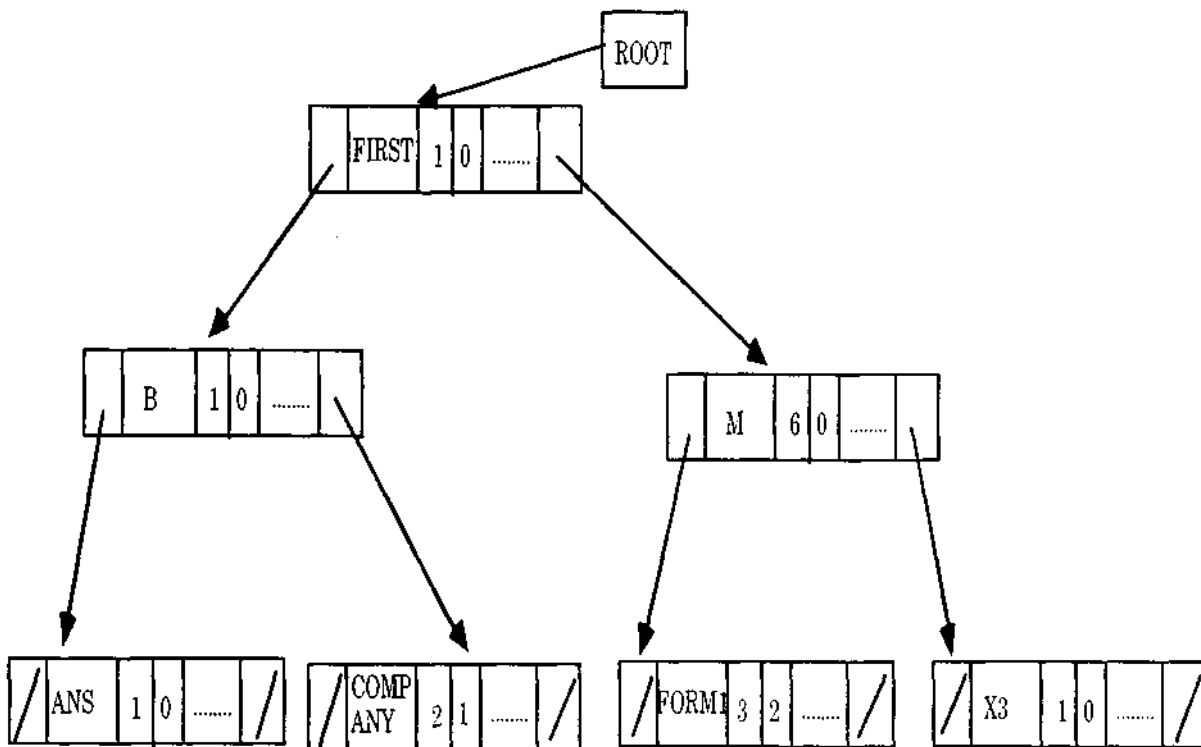 ROOT
FIRST 1 0 ........
B 1 0 ........
M 6 0 ........
ANS 1 0 ........
COMP
ANY 2 1 ........
FORM1 3 2 ........
X3 1 0 ........